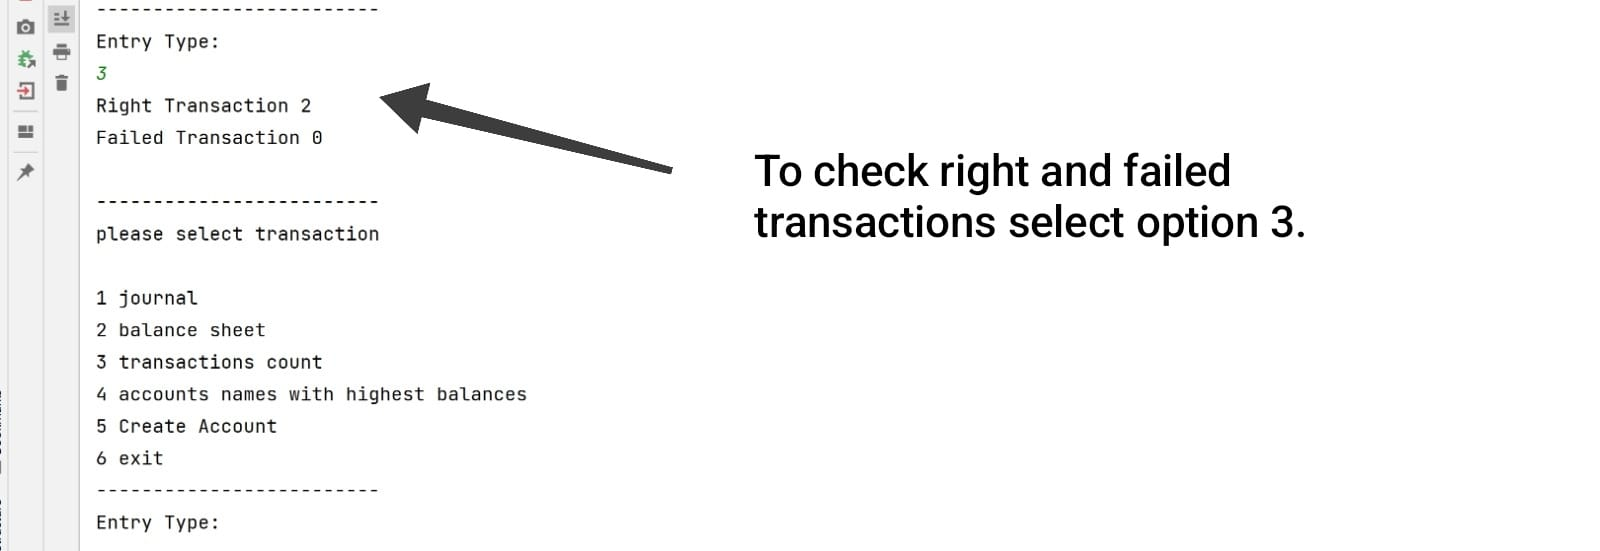 -------------------------
Entry Type:
3
Right Transaction 2
Failed Transaction 0
-------------------------
please select transaction
1 journal
2 balance sheet
3 transactions count
4 accounts names with highest balances
5 Create Account
6 exit
-------------------------
Entry Type:
To check right and failed
transactions select option 3.